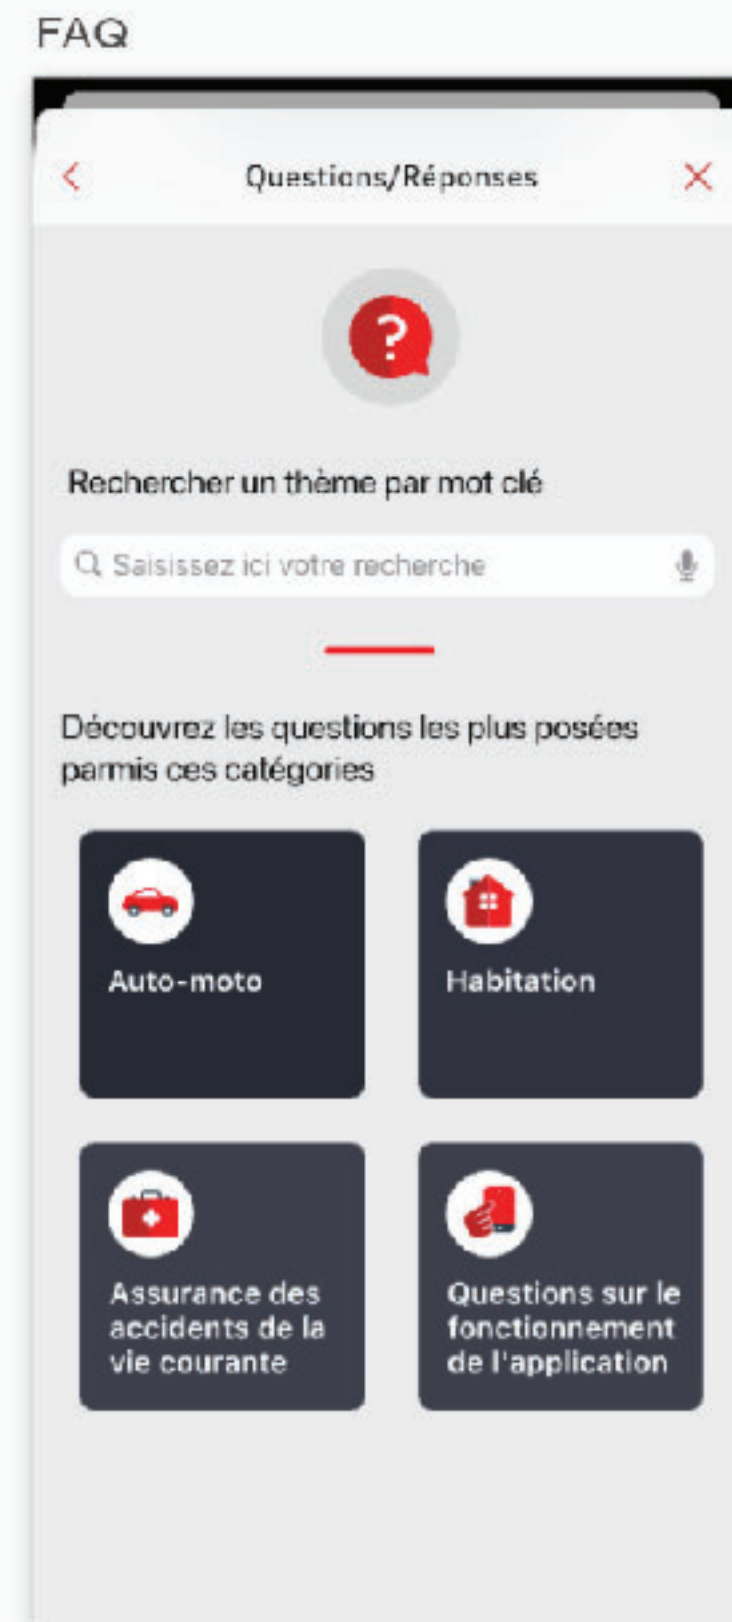 FAQ
Questions/Réponses
?
Rechercher un thème par mot clé
Saisissez ici votre recherche
Découvrez les questions les plus posées
parmis ces catégories
Auto-moto
Habitation
Assurance des
accidents de la
vie courante
Questions sur le
fonctionnement
de l'application